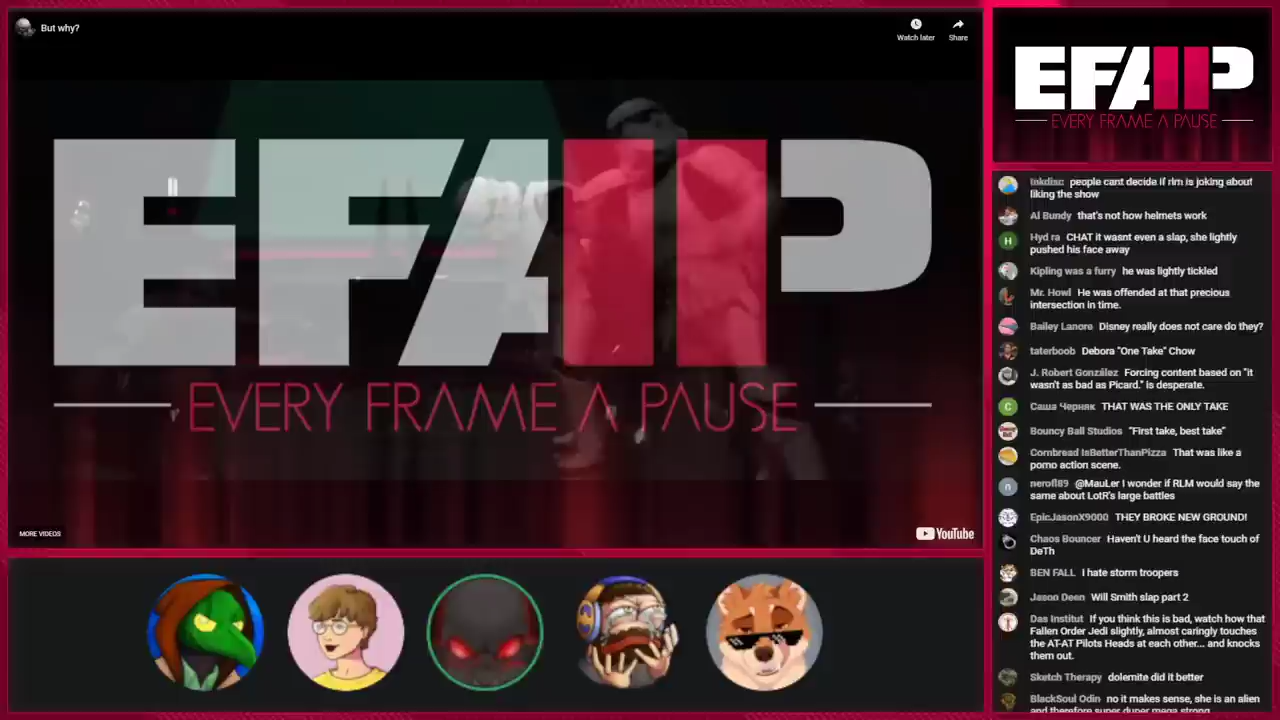 But why?
Watch later
Share
EFAP
EVERY FRAME A PAUSE
MORE VIDEOS
YouTube
EFAP
EVERY FRAME A PAUSE
Inkdisc people cant decide if rlm is joking about
liking the show
Al Bundy that's not how helmets work
Hyd ra CHAT it wasnt even a slap, she lightly
pushed his face away
Kipling was a furry he was lightly tickled
Mr. Howl He was offended at that precious
intersection in time.
Bailey Lanore Disney really does not care do they?
taterboob Debora "One Take" Chow
J. Robert González Forcing content based on "it
wasn't as bad as Picard." is desperate.
Саша Черняк THAT WAS THE ONLY TAKE
Bouncy Ball Studios "First take, best take"
Cornbread IsBetterThanPizza That was like a
porno action scene.
nerofl89 @MauLer I wonder if RLM would say the
same about LotR's large battles
EpicJasonX9000 THEY BROKE NEW GROUND!
Chaos Bouncer Haven't U heard the face touch of
DeTh
BEN FALL I hate storm troopers
Jason Deen Will Smith slap part 2
Das Institut If you think this is bad, watch how that
Fallen Order Jedi slightly, almost caringly touches
the AT-AT Pilots Heads at each other... and knocks
them out.
Sketch Therapy dolemite did it better
BlackSoul Odin no it makes sense, she is an alien
and therefore super duper mega strong